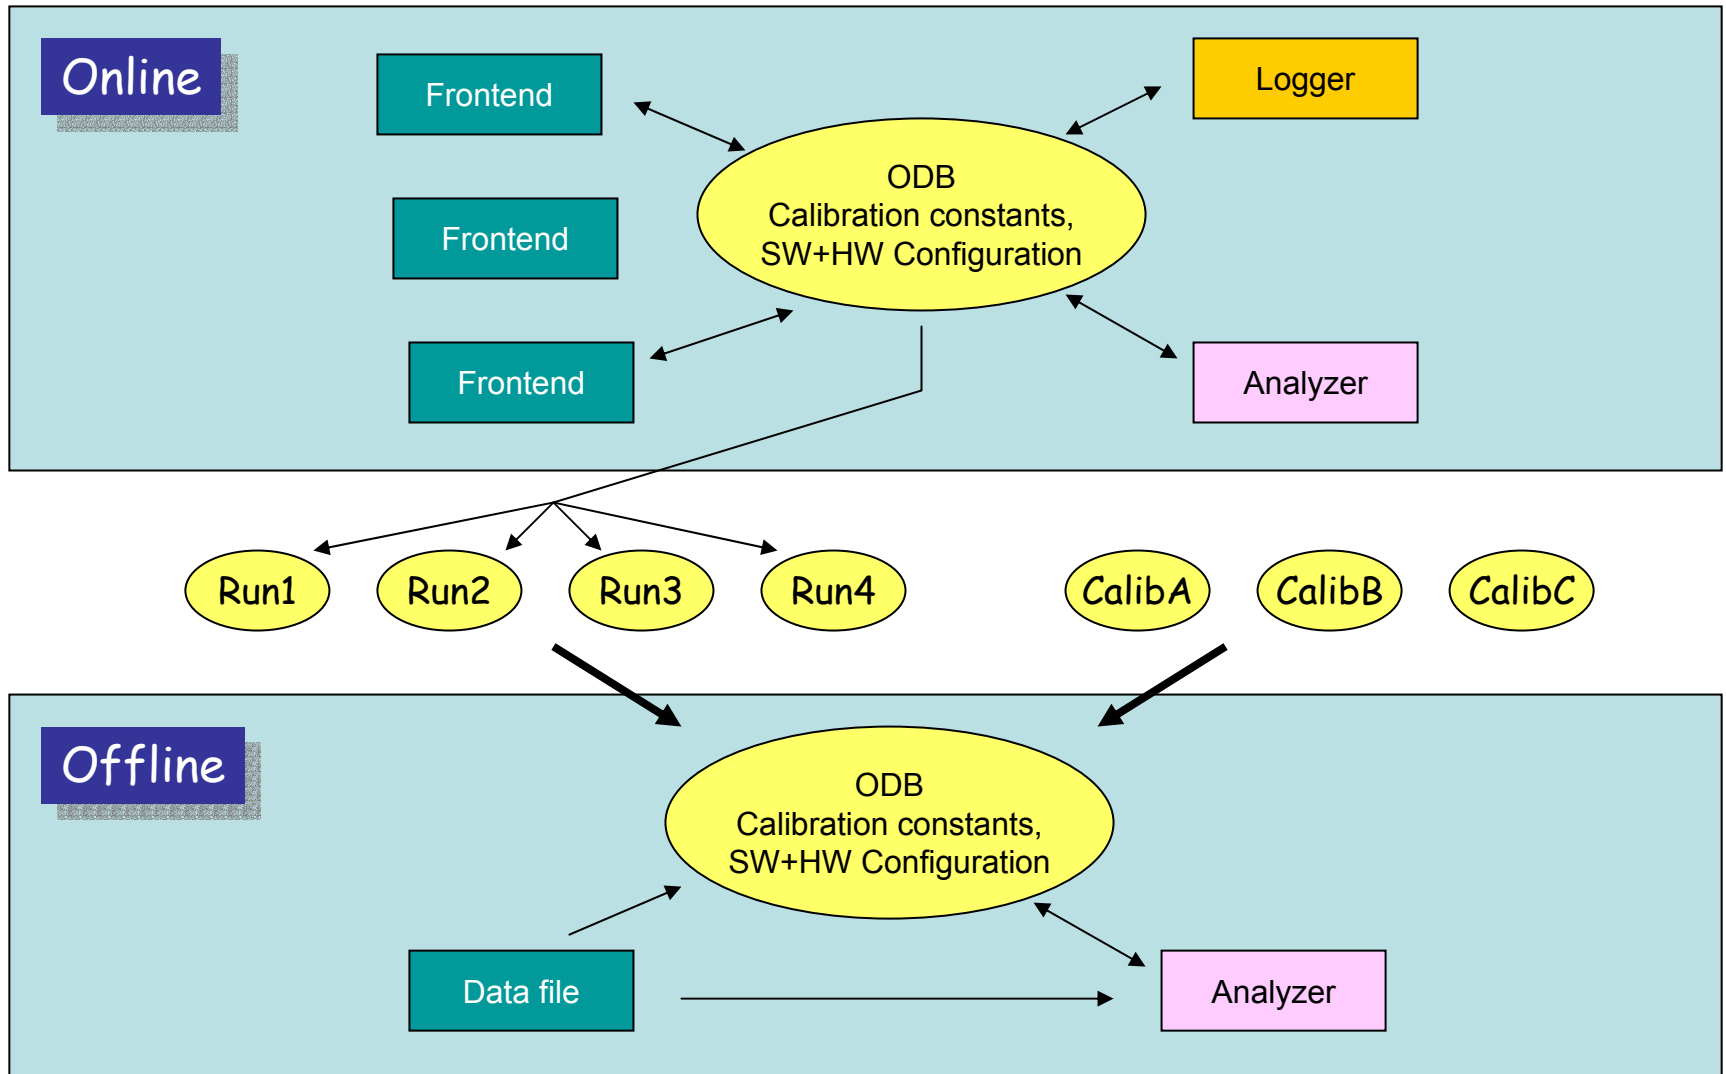 Online
Frontend
Logger
Frontend
ODB
Calibration constants,
SW+HW Configuration
Frontend
Analyzer
Run1
Run2
Run3
Run4
CalibA
CalibB
CalibC
Offline
ODB
Calibration constants,
SW+HW Configuration
Data file
Analyzer